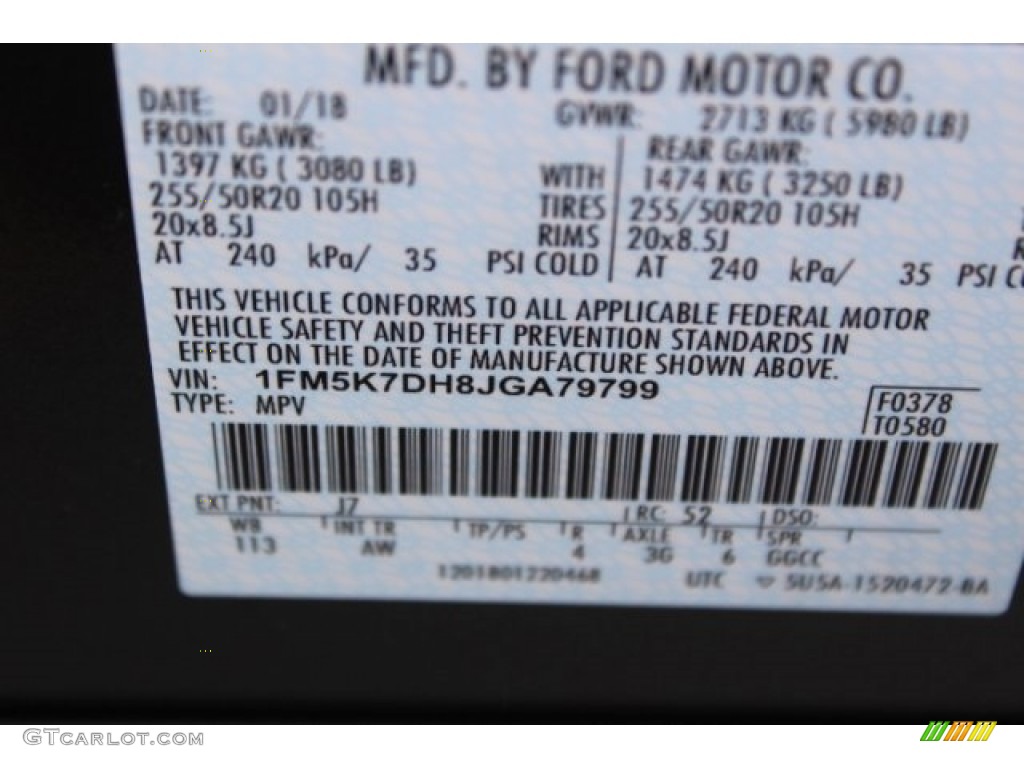 MFD. BY FORD MOTOR CO.
DATE: 01/18 GVWR: 2713 KG ( 5980 LB)
FRONT GAWR: REAR GAWR:
1397 KG ( 3080 LB) WITH 1474 KG ( 3250 LB)
255/50R20 105H TIRES 255/50R20 105H
20x8.5J RIMS 20x8.5J
AT 240 kPa/ 35 PSI COLD AT 240 kPa/ 35 PSI
THIS VEHICLE CONFORMS TO ALL APPLICABLE FEDERAL MOTOR
VEHICLE SAFETY AND THEFT PREVENTION STANDARDS IN
EFFECT ON THE DATE OF MANUFACTURE SHOWN ABOVE.
VIN: 1FM5K7DH8JGA79799
TYPE: MPV
F0378
T0580
EXT PNT: J7 RC: 52 DSO:
WB INT TR TP/PS R AXLE TR SPR
113 AW 4 3G 6 GGCC
1201801220468 UTC 5U5A-1520472-BA
GTCARLOT.COM